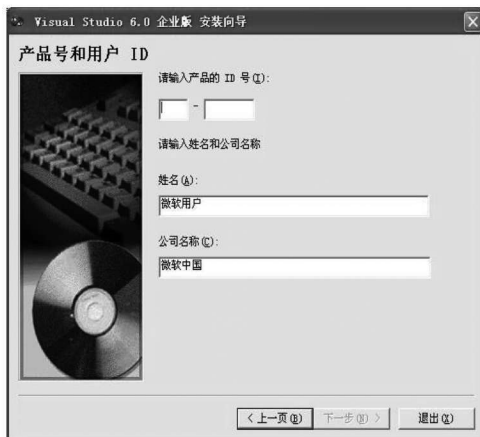 Visual Studio 6.0 企业版 安装向导
产品号和用户 ID
请输入产品的 ID 号(I):
-
请输入姓名和公司名称
姓名(A):
微软用户
公司名称(C):
微软中国
< 上一页(B) 下一步(N) > 退出(X)